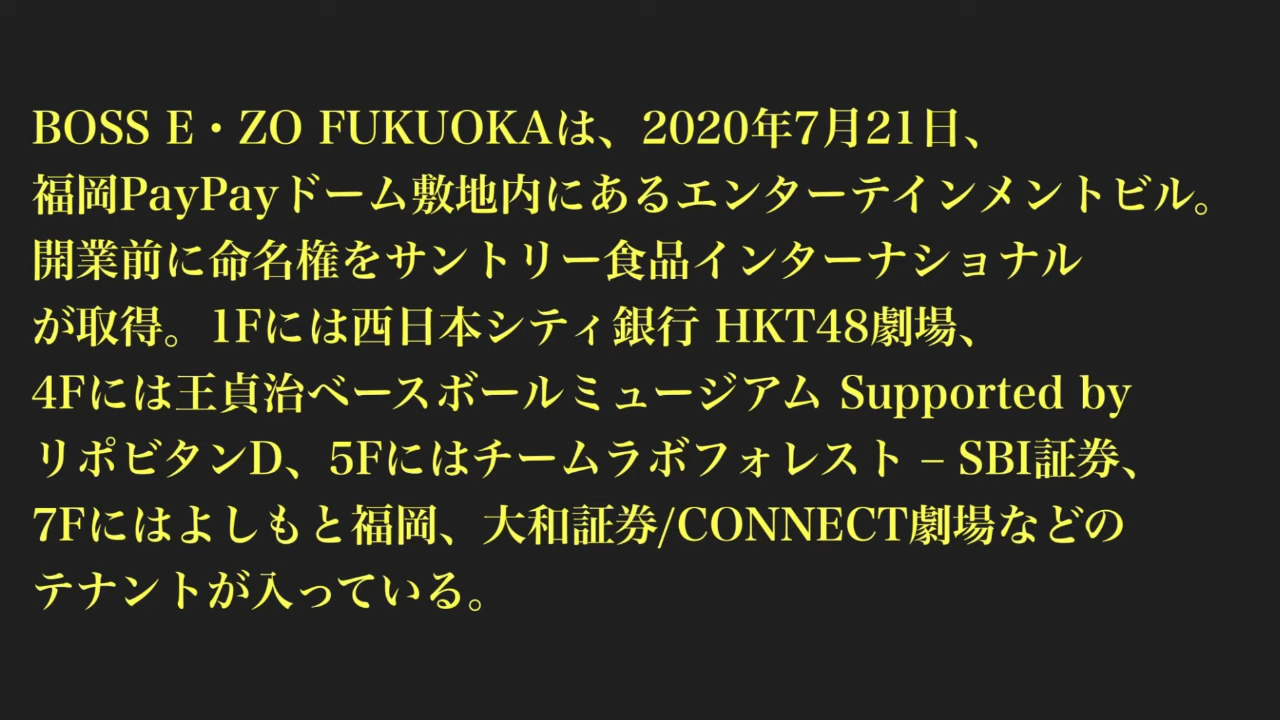 BOSS E・ZO FUKUOKAは、2020年7月21日、
福岡PayPayドーム敷地内にあるエンターテインメントビル。
開業前に命名権をサントリー食品インターナショナル
が取得。1Fには西日本シティ銀行 HKT48劇場、
4Fには王貞治ベースボールミュージアム Supported by
リポビタンD、5Fにはチームラボフォレスト – SBI証券、
7Fにはよしもと福岡、大和証券/CONNECT劇場などの
テナントが入っている。